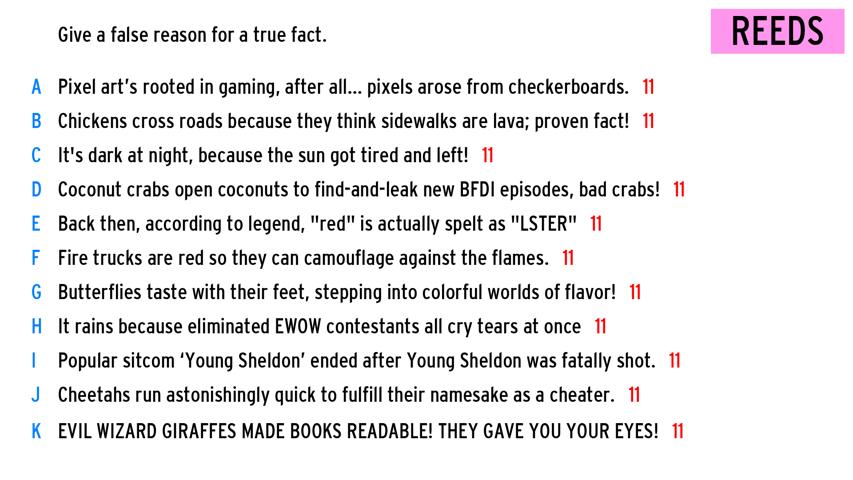 Give a false reason for a true fact.
REEDS
A Pixel art's rooted in gaming, after all... pixels arose from checkerboards. 11
B Chickens cross roads because they think sidewalks are lava; proven fact! 11
C It's dark at night, because the sun got tired and left! 11
D Coconut crabs open coconuts to find-and-leak new BFDI episodes, bad crabs! 11
E Back then, according to legend, "red" is actually spelt as "LSTER" 11
F Fire trucks are red so they can camouflage against the flames. 11
G Butterflies taste with their feet, stepping into colorful worlds of flavor! 11
H It rains because eliminated EWOW contestants all cry tears at once 11
I Popular sitcom ‘Young Sheldon’ ended after Young Sheldon was fatally shot. 11
J Cheetahs run astonishingly quick to fulfill their namesake as a cheater. 11
K EVIL WIZARD GIRAFFES MADE BOOKS READABLE! THEY GAVE YOU YOUR EYES! 11